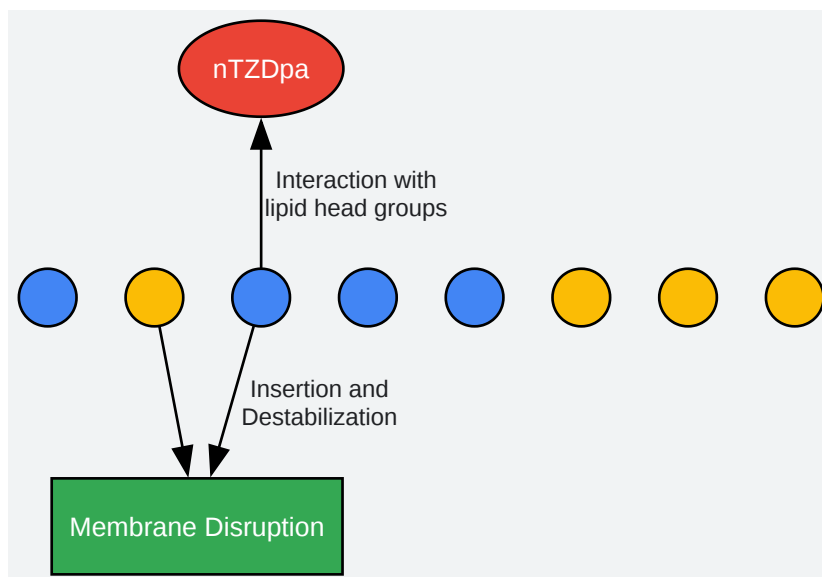 nTZDpa
Interaction with
lipid head groups
Insertion and
Destabilization
Membrane Disruption